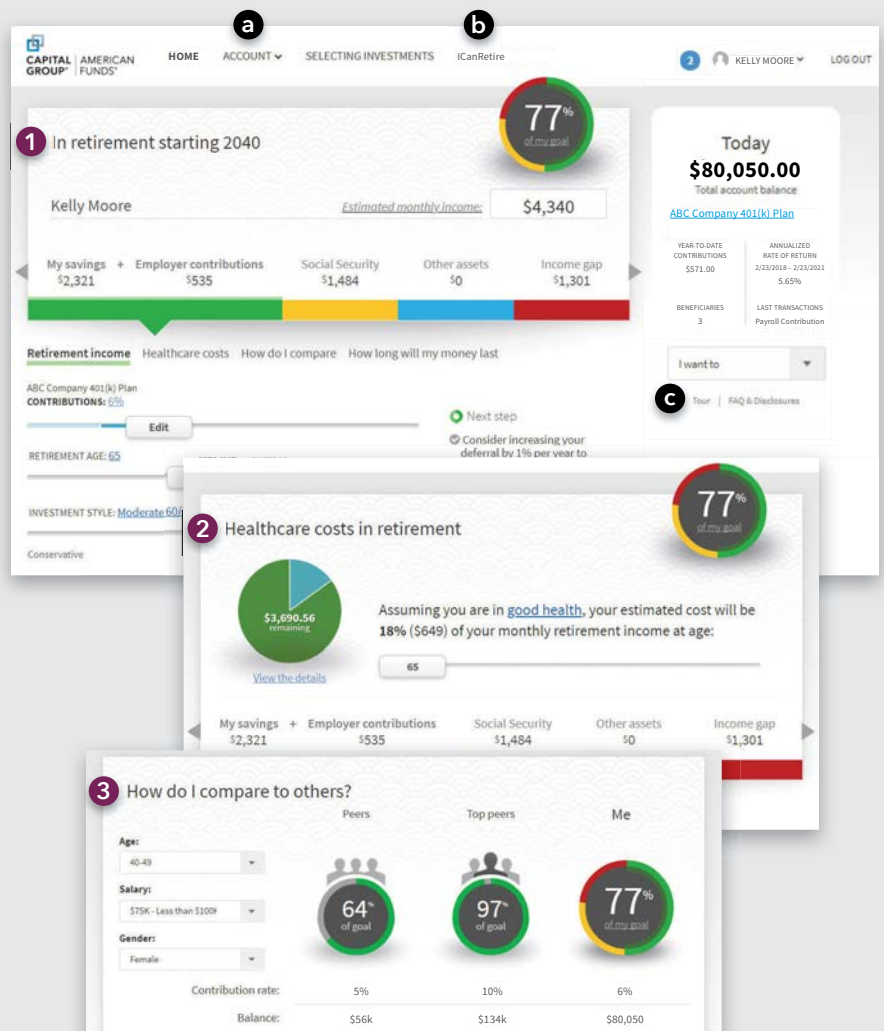 a
b
CAPITAL GROUP® | AMERICAN FUNDS®
HOME ACCOUNT SELECTING INVESTMENTS ICanRetire
2 KELLY MOORE LOG OUT
1 In retirement starting 2040
77%
of my goal
Kelly Moore Estimated monthly income: $4,340
My savings + Employer contributions Social Security Other assets Income gap
$2,321 $535 $1,484 $0 $1,301
Retirement income Healthcare costs How do I compare How long will my money last
ABC Company 401(k) Plan
CONTRIBUTIONS: 6%
Edit
RETIREMENT AGE: 65
INVESTMENT STYLE: Moderate 60/
Conservative
Next step
Consider increasing your
deferral by 1% per year to
Today
$80,050.00
Total account balance
ABC Company 401(k) Plan
YEAR-TO-DATE
CONTRIBUTIONS
$571.00
ANNUALIZED
RATE OF RETURN
2/23/2018 – 2/23/2021
5.65%
BENEFICIARIES
3
LAST TRANSACTIONS
Payroll Contribution
I want to
c Tour | FAQ & Disclosures
2 Healthcare costs in retirement
77%
of my goal
$3,690.56
remaining
View the details
Assuming you are in good health, your estimated cost will be
18% ($649) of your monthly retirement income at age:
65
My savings + Employer contributions Social Security Other assets Income gap
$2,321 $535 $1,484 $0 $1,301
3 How do I compare to others?
Peers Top peers Me
Age:
40-49
Salary:
$75K - Less than $100K
Gender:
Female
64%
of goal
97%
of goal
77%
of my goal
Contribution rate: 5% 10% 6%
Balance: $56k $134k $80,050